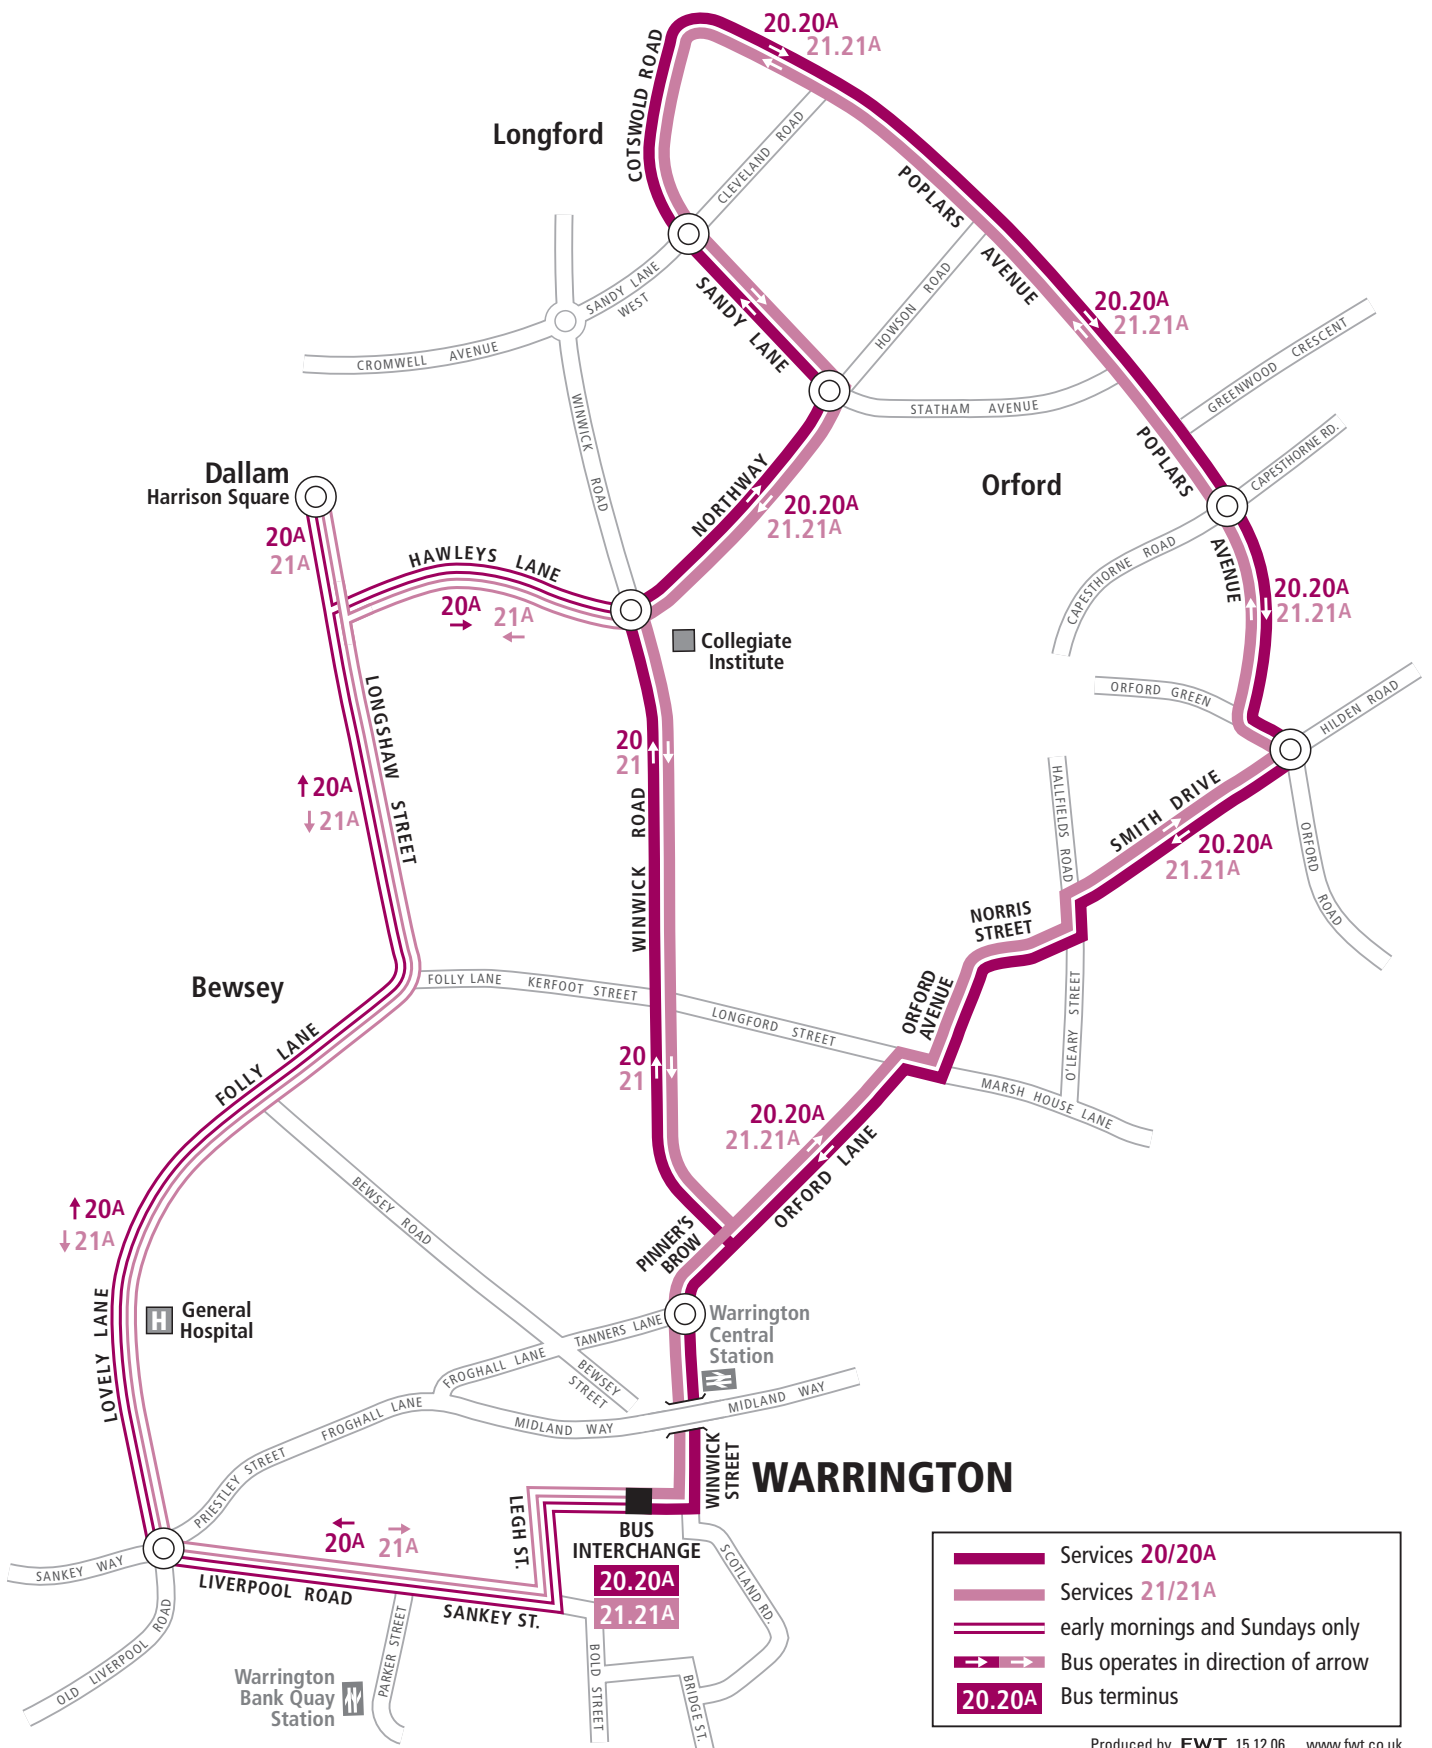 20.20A
21.21A
COTSWOLD ROAD
Longford
CLEVELAND ROAD
POPLARS
AVENUE
SANDY LANE
WEST
SANDY LANE
HOWSON ROAD
20.20A
21.21A
GREENWOOD CRESCENT
CROMWELL AVENUE
STATHAM AVENUE
WINWICK ROAD
POPLARS
CAPESTHORNE RD.
Dallam
Harrison Square
NORTHWAY
Orford
20.20A
21.21A
20A
21A
HAWLEYS LANE
CAPESTHORNE ROAD
AVENUE
20.20A
21.21A
20A
21A
Collegiate
Institute
LONGSHAW STREET
ORFORD GREEN
HILDEN ROAD
20
21
20A
21A
HALLFIELDS ROAD
SMITH DRIVE
20.20A
21.21A
ORFORD ROAD
WINWICK ROAD
NORRIS
STREET
Bewsey
FOLLY LANE
KERFOOT STREET
LONGFORD STREET
ORFORD
AVENUE
O'LEARY STREET
FOLLY LANE
20
21
MARSH HOUSE LANE
20.20A
21.21A
ORFORD LANE
BEWSEY ROAD
20A
21A
PINNER'S
BROW
LOVELY LANE
H
General
Hospital
TANNERS LANE
Warrington
Central
Station
FROGHALL LANE
BEWSEY
STREET
FROGHALL LANE
MIDLAND WAY
MIDLAND WAY
PRIESTLEY STREET
WINWICK
STREET
WARRINGTON
LEGH ST.
20A
21A
BUS
INTERCHANGE
20.20A
21.21A
SANKEY WAY
LIVERPOOL ROAD
SANKEY ST.
SCOTLAND RD.
OLD LIVERPOOL ROAD
PARKER STREET
BOLD STREET
BRIDGE ST.
Warrington
Bank Quay
Station
Services 20/20A
Services 21/21A
early mornings and Sundays only
Bus operates in direction of arrow
20.20A Bus terminus
Produced by FWT 15.12.06 www.fwt.co.uk